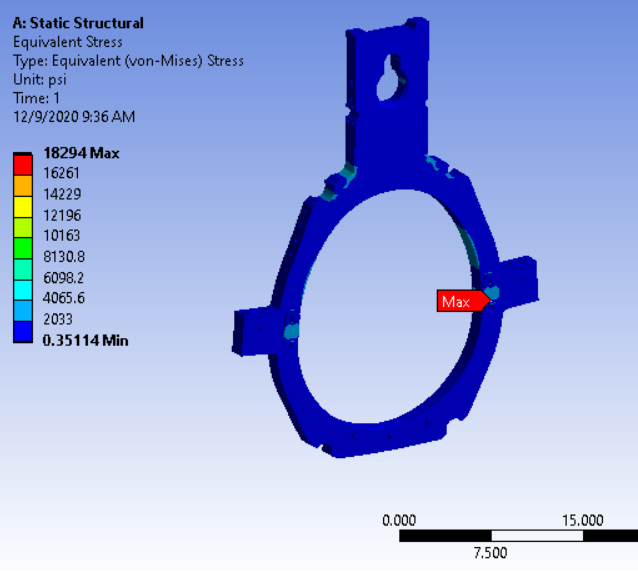 A: Static Structural
Equivalent Stress
Type: Equivalent (von-Mises) Stress
Unit: psi
Time: 1
12/9/2020 9:36 AM
18294 Max
16261
14229
12196
10163
8130.8
6098.2
4065.6
2033
0.35114 Min
Max
0.000 15.000
7.500